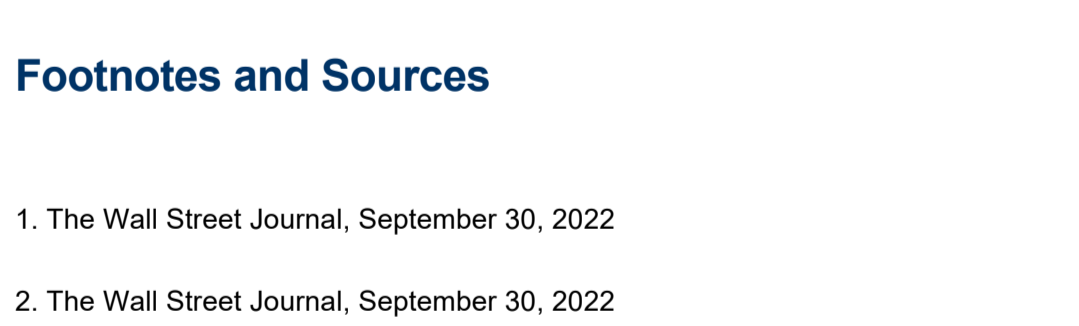 Footnotes and Sources
1. The Wall Street Journal, September 30, 2022
2. The Wall Street Journal, September 30, 2022